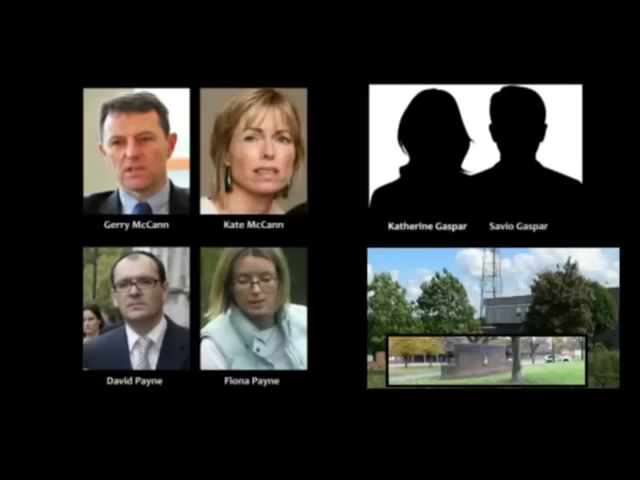 Gerry McCann
Kate McCann
Katherine Gaspar
Savio Gaspar
David Payne
Fiona Payne